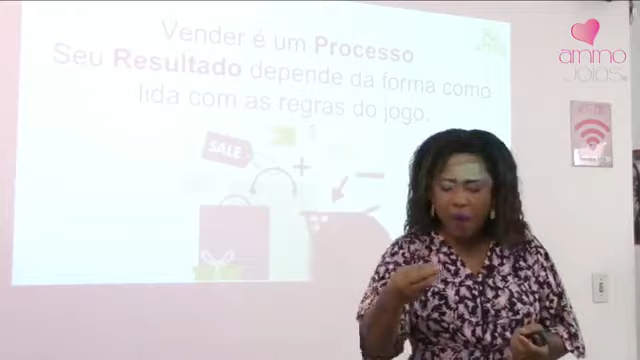 Vender é um Processo
Seu Resultado depende da forma como
lida com as regras do jogo.
SALE
ammo
Joias